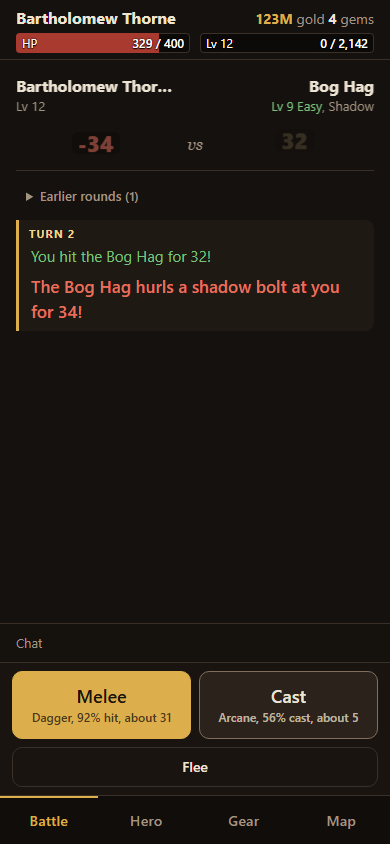 Bartholomew Thorne
123M gold 4 gems
HP 329 / 400
Lv 12 0 / 2,142
Bartholomew Thor...
Bog Hag
Lv 12
Lv 9 Easy, Shadow
-34 vs 32
▶ Earlier rounds (1)
TURN 2
You hit the Bog Hag for 32!
The Bog Hag hurls a shadow bolt at you
for 34!
Chat
Melee
Dagger, 92% hit, about 31
Cast
Arcane, 56% cast, about 5
Flee
Battle Hero Gear Map